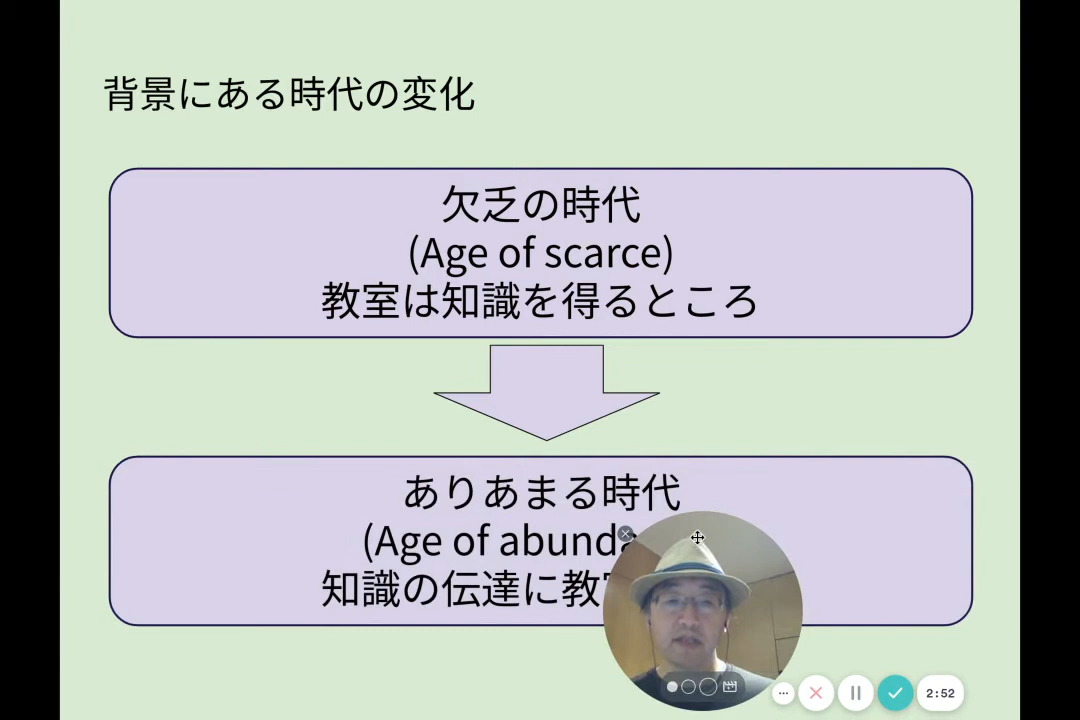 背景にある時代の変化
欠乏の時代
(Age of scarce)
教室は知識を得るところ
ありあまる時代
(Age of
知識の伝達に
2:52